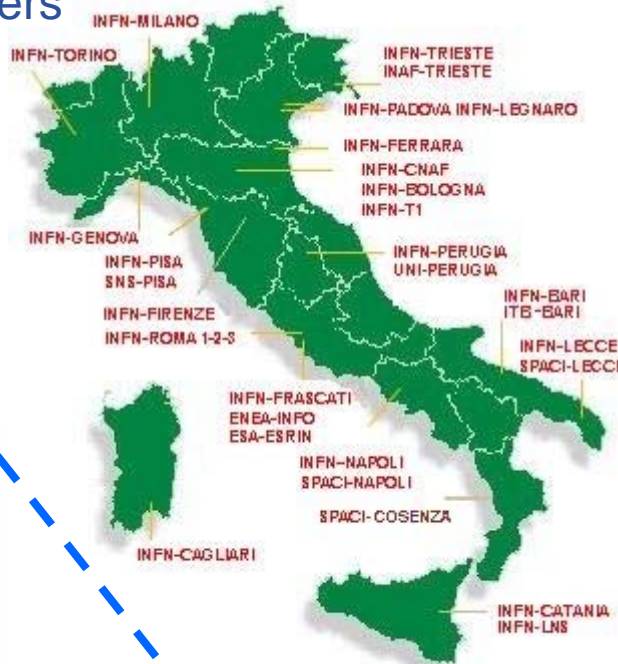 ers
INFN-MILANO
INFN-TORINO
INFN-TRIESTE
INAF-TRIESTE
INFN-PADOVA INFN-LEGNARO
INFN-FERRARA
INFN-CNAF
INFN-BOLOGNA
INFN-T1
INFN-GENOVA
INFN-PISA
SNS-PISA
INFN-PERUGIA
UNI-PERUGIA
INFN-FIRENZE
INFN-ROMA 1-2-3
INFN-BARI
ITB-BARI
INFN-LECCE
SPACI-LECCE
INFN-FRASCATI
ENEA-INFO
ESA-ESRIN
INFN-NAPOLI
SPACI-NAPOLI
SPACI-COSENZA
INFN-CAGLIARI
INFN-CATANIA
INFN-LNS